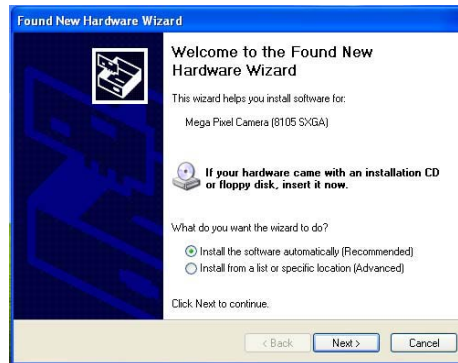 Found New Hardware Wizard
Welcome to the Found New
Hardware Wizard
This wizard helps you install software for:
Mega Pixel Camera (8105 SXGA)
If your hardware came with an installation CD
or floppy disk, insert it now.
What do you want the wizard to do?
Install the software automatically (Recommended)
Install from a list or specific location (Advanced)
Click Next to continue.
< Back Next > Cancel